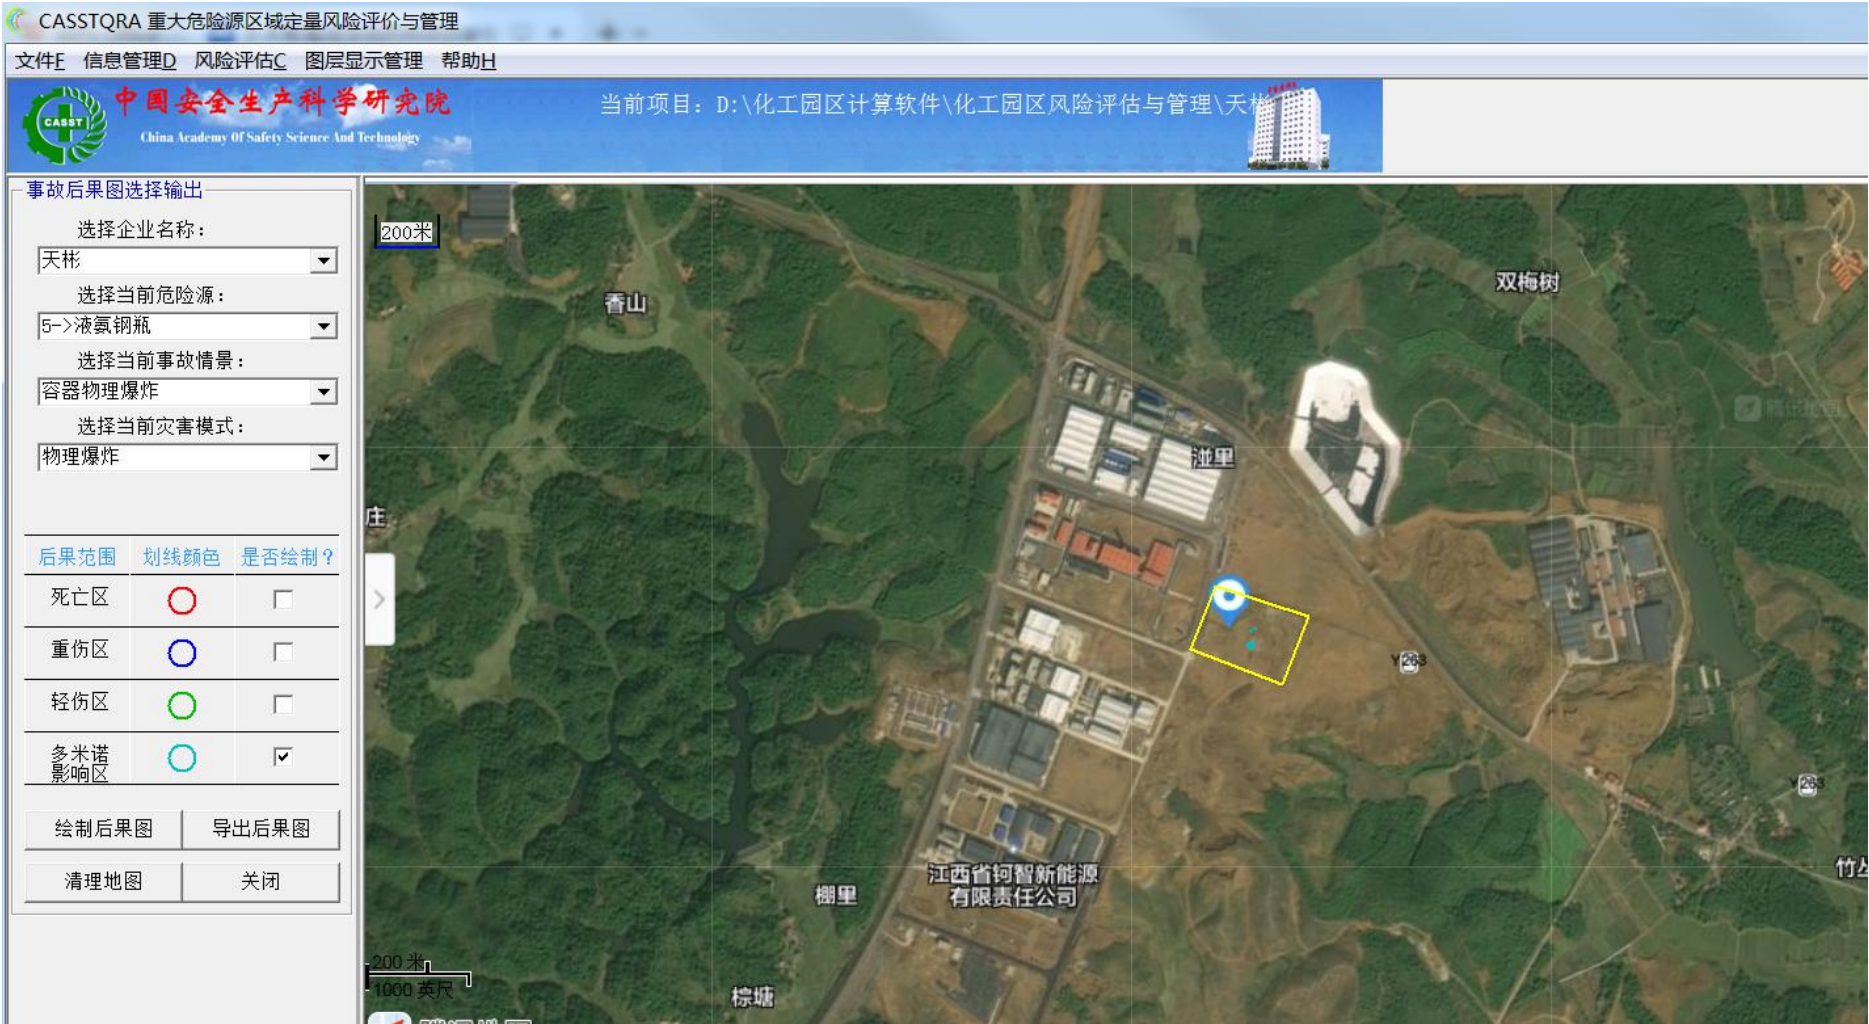 CASSTQRA 重大危险源区域定量风险评价与管理
文件F 信息管理D 风险评估C 图层显示管理 帮助H
CASST
中国安全生产科学研究院
China Academy Of Safety Science And Technology
当前项目：D:\化工园区计算软件\化工园区风险评估与管理\天彬
事故后果图选择输出
选择企业名称：
天彬
选择当前危险源：
5->液氨钢瓶
选择当前事故情景：
容器物理爆炸
选择当前灾害模式：
物理爆炸
后果范围 划线颜色 是否绘制？
死亡区
重伤区
轻伤区
多米诺
影响区
绘制后果图 导出后果图
清理地图 关闭
200米
香山
双梅树
湴里
庄
Y263
Y263
竹丛
江西省钶智新能源
有限责任公司
棚里
棕塘
200 米
1000 英尺